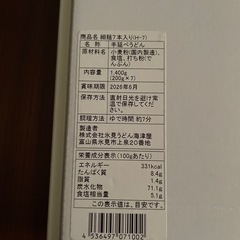 商品名 細麺7本入り(H-7)
名称 手延べうどん
原材料名 小麦粉(国内製造)、
食塩、打ち粉(で
んぷん)
内容量 1,400g
(200g×7)
賞味期限 2026年6月
保存方法 直射日光を避けて常
温で保存して下さい。
調理方法 ゆで時間 約7分
製造者
株式会社氷見うどん海津屋
富山県氷見市上泉20番地
栄養成分表示(100gあたり)
エネルギー 331kcal
たんぱく質 8.4g
脂質 1.4g
炭水化物 71.1g
食塩相当量 5.1g
この表示値は、目安です。
4536497071002